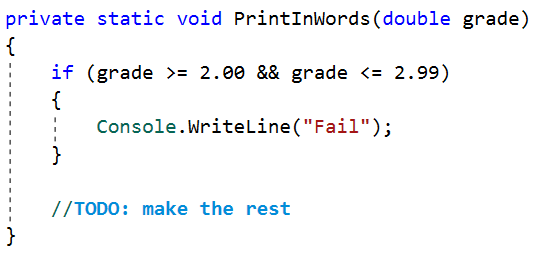 private static void PrintInWords(double grade)
{
if (grade >= 2.00 && grade <= 2.99)
{
Console.WriteLine("Fail");
}
//TODO: make the rest
}